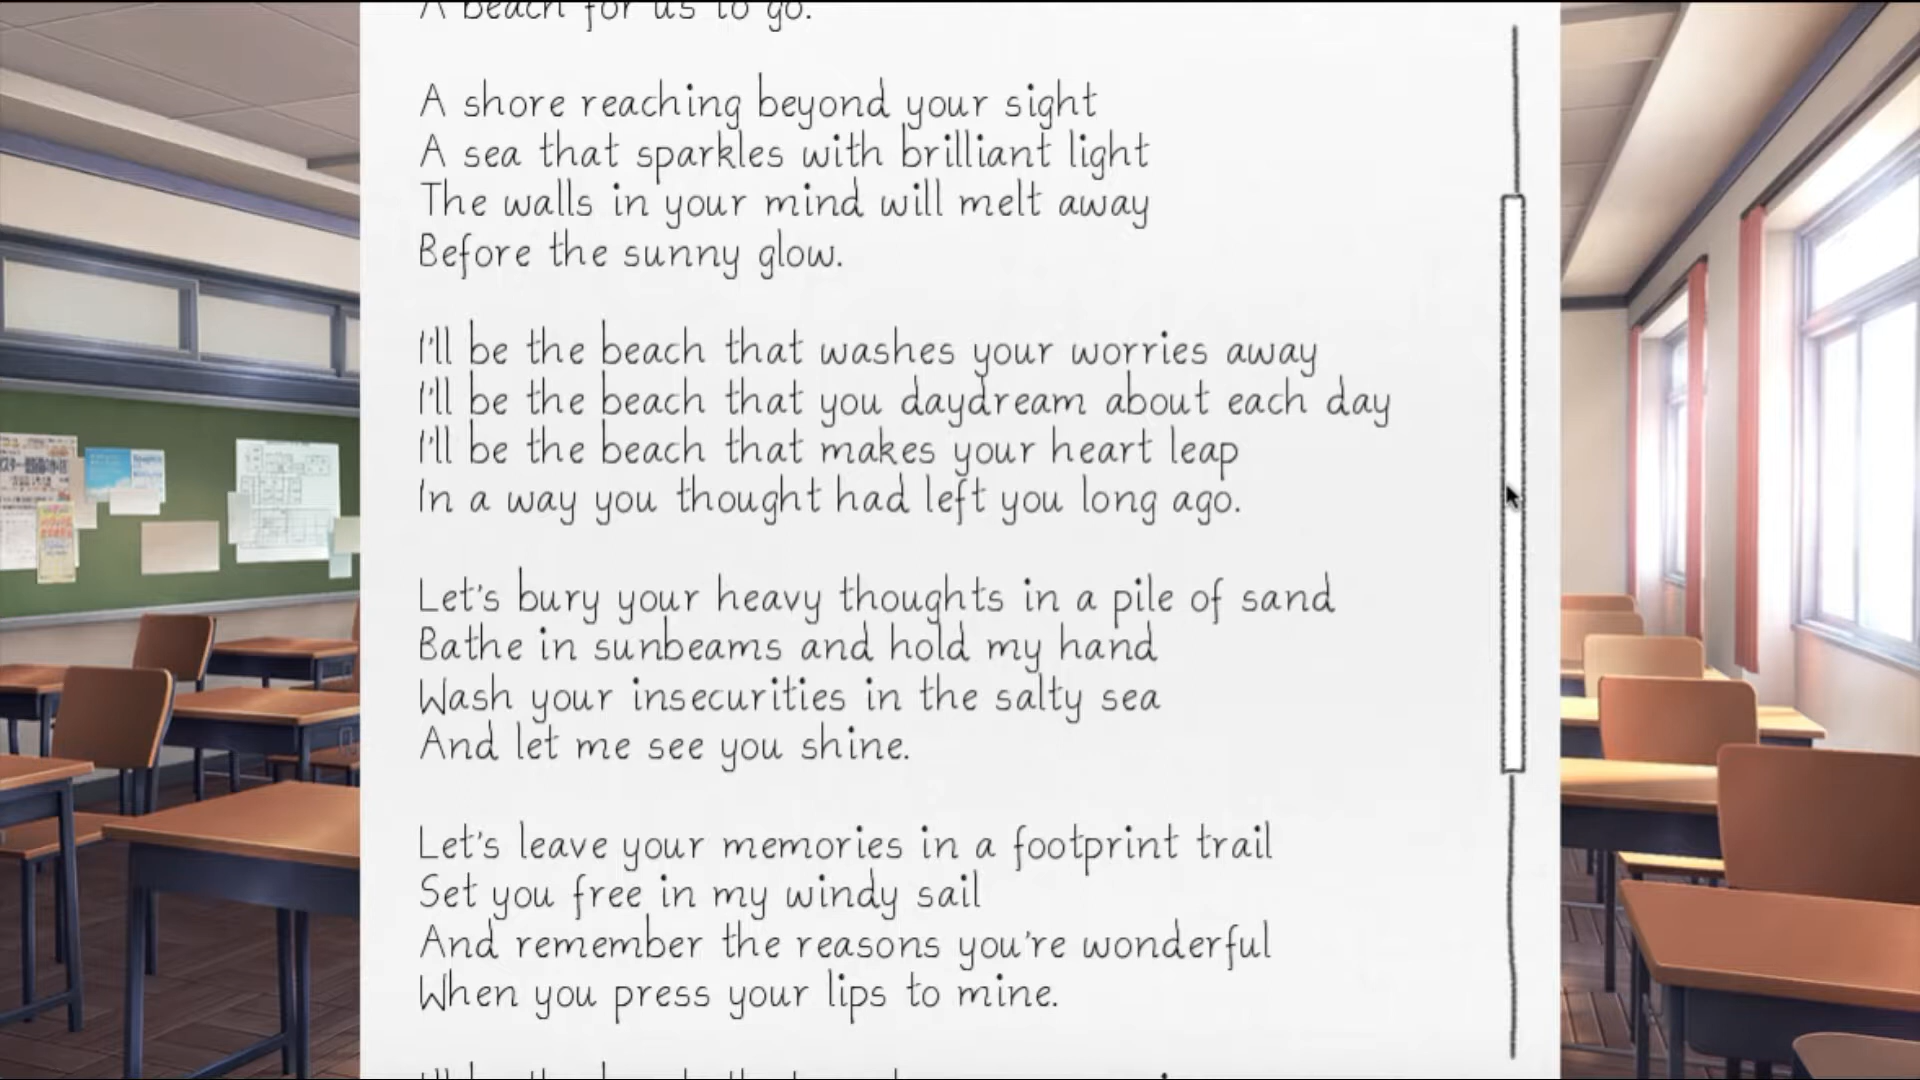 A beach for us to go.
A shore reaching beyond your sight
A sea that sparkles with brilliant light
The walls in your mind will melt away
Before the sunny glow.
I'll be the beach that washes your worries away
I'll be the beach that you daydream about each day
I'll be the beach that makes your heart leap
In a way you thought had left you long ago.
Let's bury your heavy thoughts in a pile of sand
Bathe in sunbeams and hold my hand
Wash your insecurities in the salty sea
And let me see you shine.
Let's leave your memories in a footprint trail
Set you free in my windy sail
And remember the reasons you're wonderful
When you press your lips to mine.